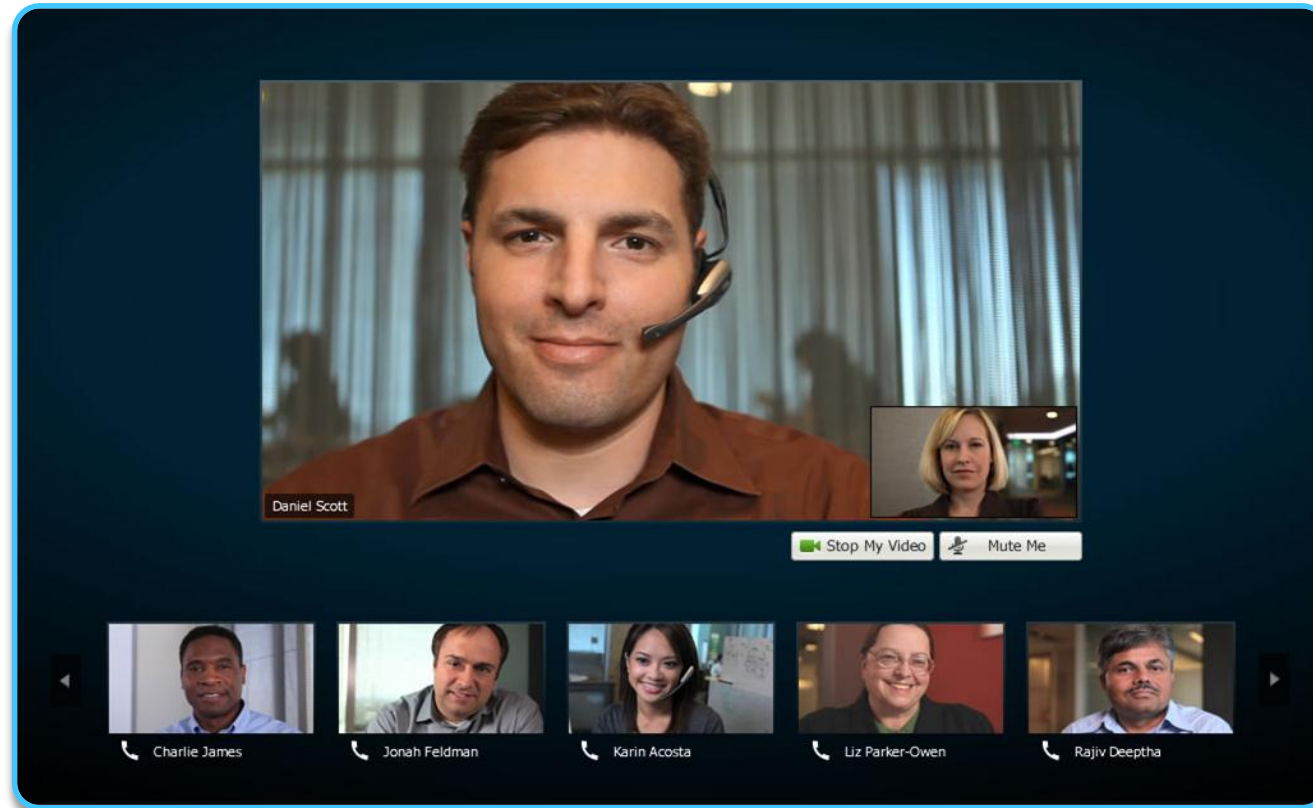 Daniel Scott
Stop My Video
Mute Me
Charlie James
Jonah Feldman
Karin Acosta
Liz Parker-Owen
Rajiv Deeptha